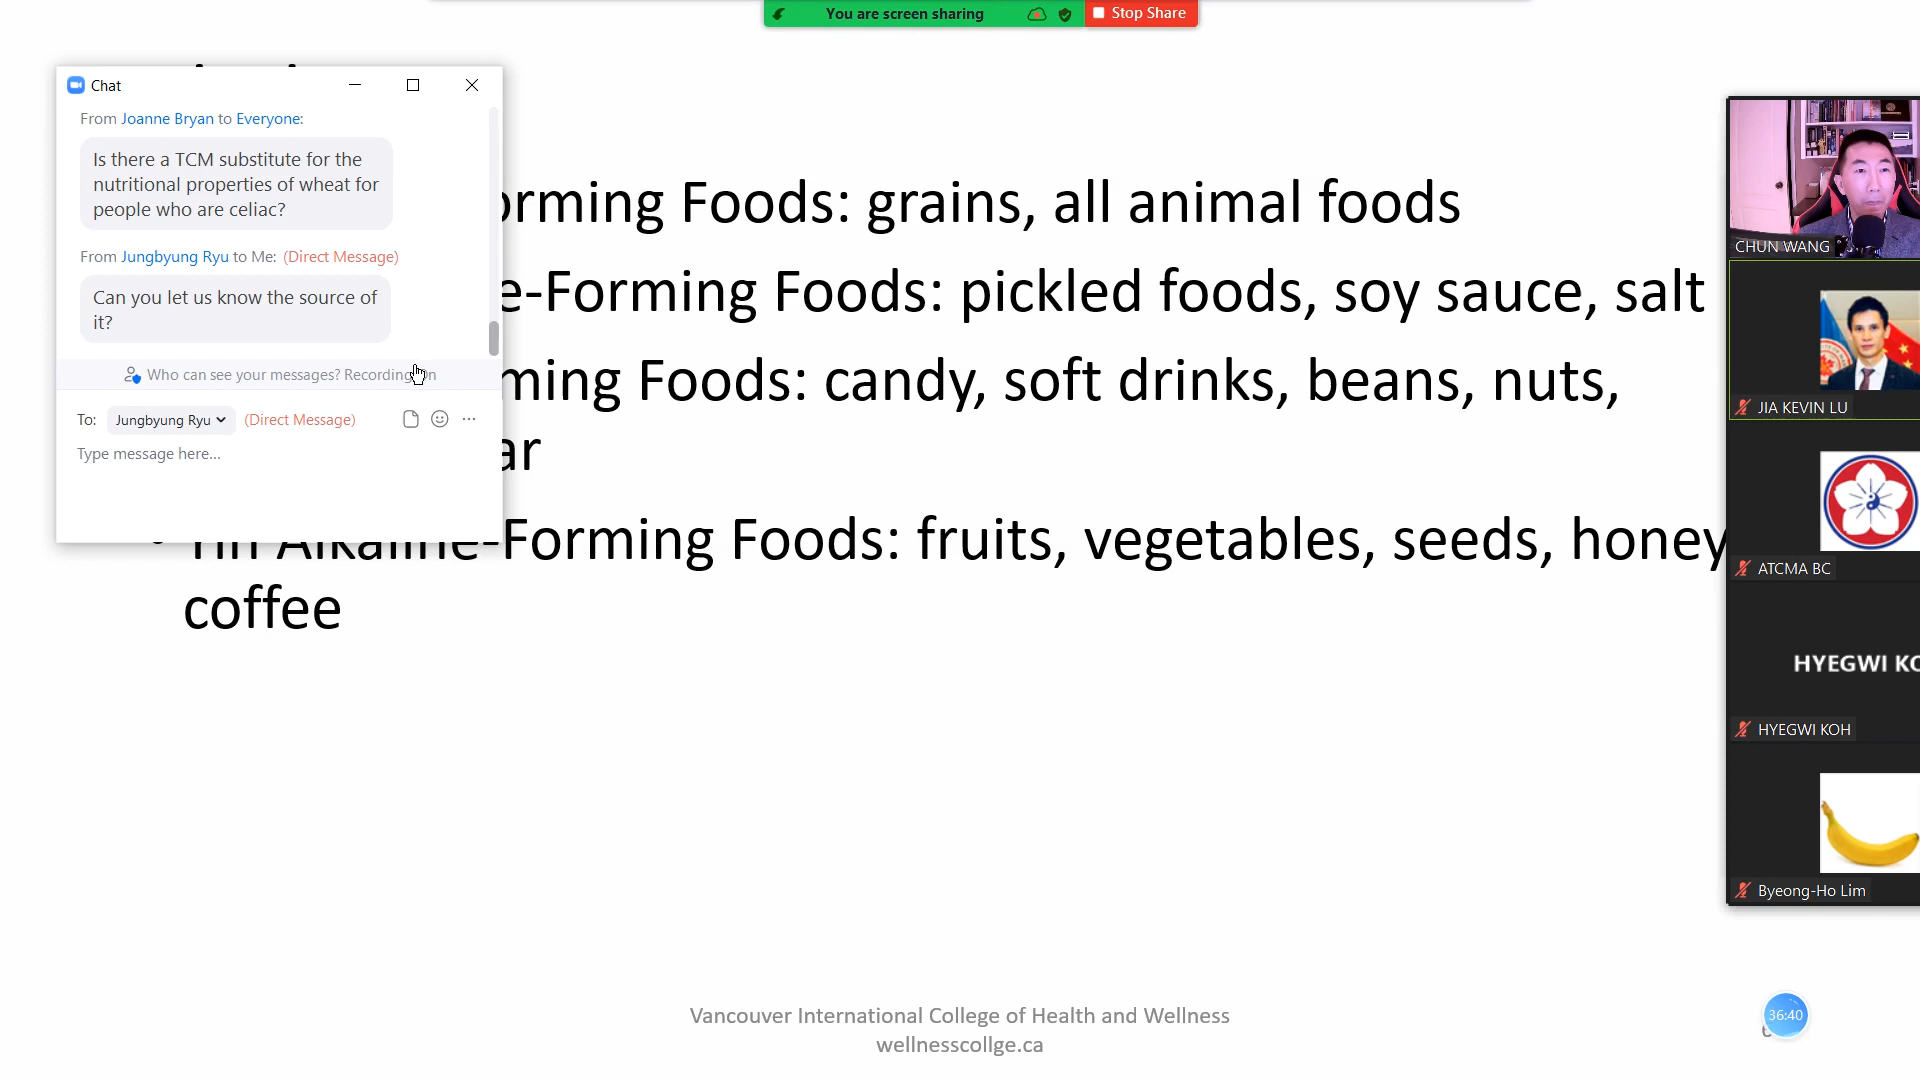 You are screen sharing
Stop Share
Chat
From Joanne Bryan to Everyone:
Is there a TCM substitute for the
nutritional properties of wheat for
people who are celiac?
From Jungbyung Ryu to Me: (Direct Message)
Can you let us know the source of
it?
Who can see your messages? Recording
To: Jungbyung Ryu (Direct Message)
Type message here...
Foods: grains, all animal foods
e-Forming Foods: pickled foods, soy sauce, salt
Foods: candy, soft drinks, beans, nuts,
ar
• Yin Alkaline-Forming Foods: fruits, vegetables, seeds, honey
coffee
CHUN WANG
JIA KEVIN LU
ATCMA BC
HYEGWI KO
HYEGWI KOH
Byeong-Ho Lim
Vancouver International College of Health and Wellness
wellnesscollge.ca
36:40